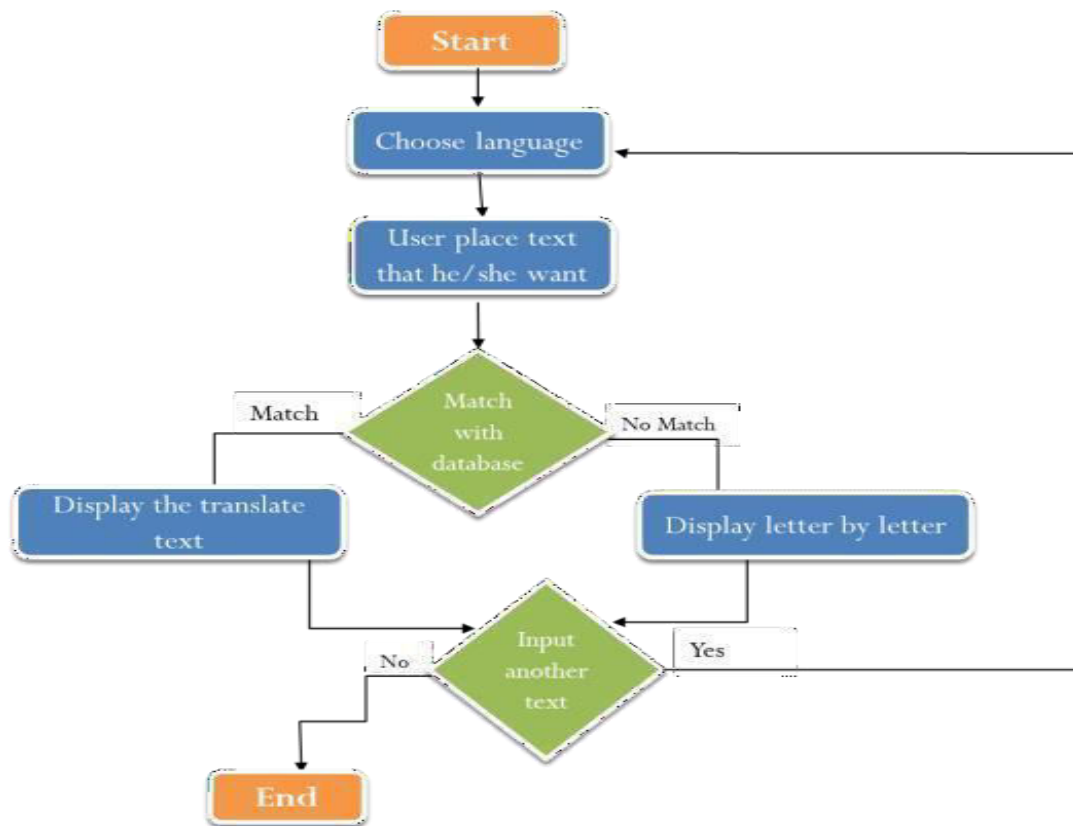 Start
Choose language
User place text
that he/she want
Match
with
database
Match
No Match
Display the translate
text
Display letter by letter
Input
another
text
No
Yes
End